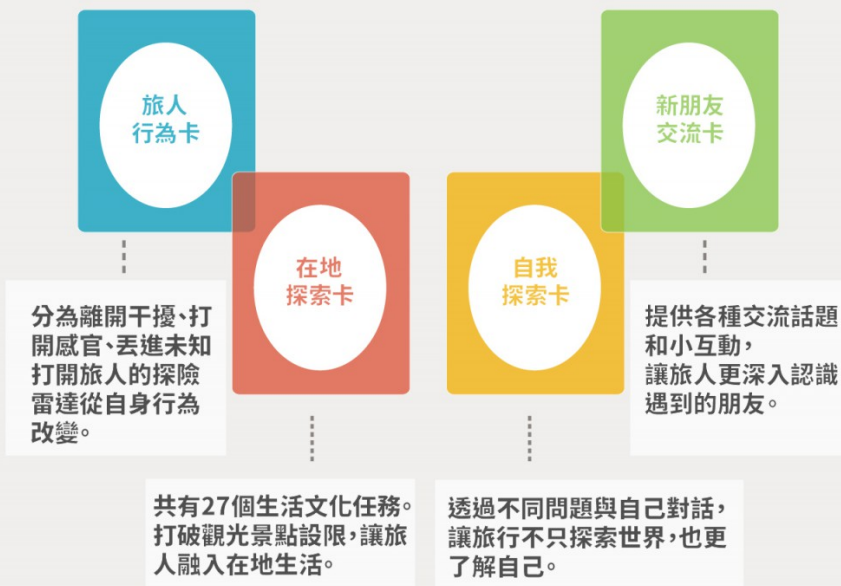 旅人
行為卡
新朋友
交流卡
在地
探索卡
自我
探索卡
分為離開干擾、打
開感官、丟進未知
打開旅人的探險
雷達從自身行為
改變。
提供各種交流話題
和小互動，
讓旅人更深入認識
遇到的朋友。
共有27個生活文化任務。
打破觀光景點設限，讓旅
人融入在地生活。
透過不同問題與自己對話，
讓旅行不只探索世界，也更
了解自己。